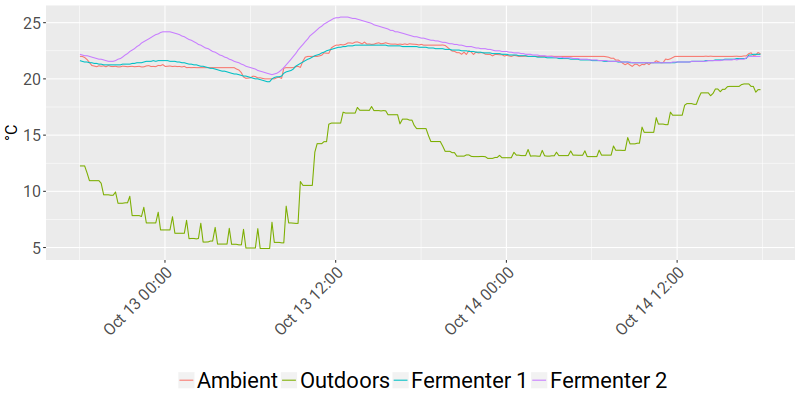 °C
25
20
15
10
5
Oct 13 00:00
Oct 13 12:00
Oct 14 00:00
Oct 14 12:00
Ambient Outdoors Fermenter 1 Fermenter 2